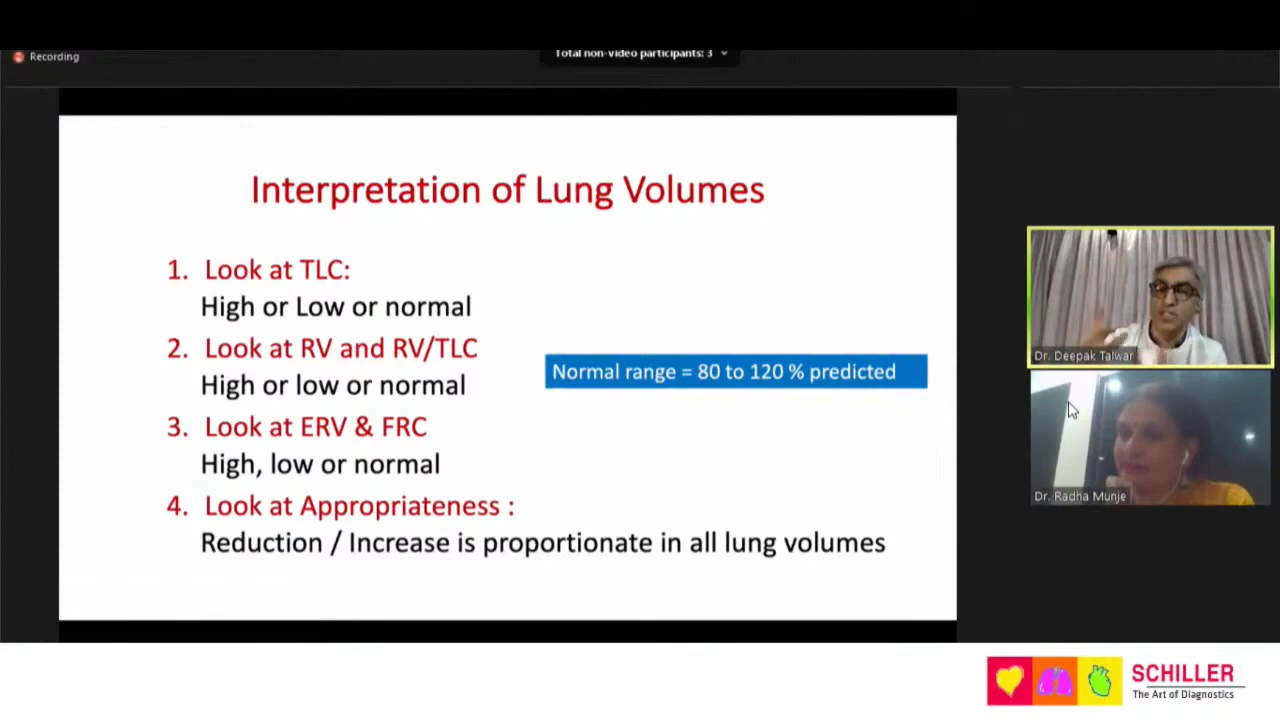 Recording
Total non-video participants: 3
Interpretation of Lung Volumes
1. Look at TLC:
High or Low or normal
2. Look at RV and RV/TLC
High or low or normal
Normal range = 80 to 120 % predicted
3. Look at ERV & FRC
High, low or normal
4. Look at Appropriateness :
Reduction / Increase is proportionate in all lung volumes
Dr. Deepak Talwar
Dr. Radha Munje
SCHILLER
The Art of Diagnostics